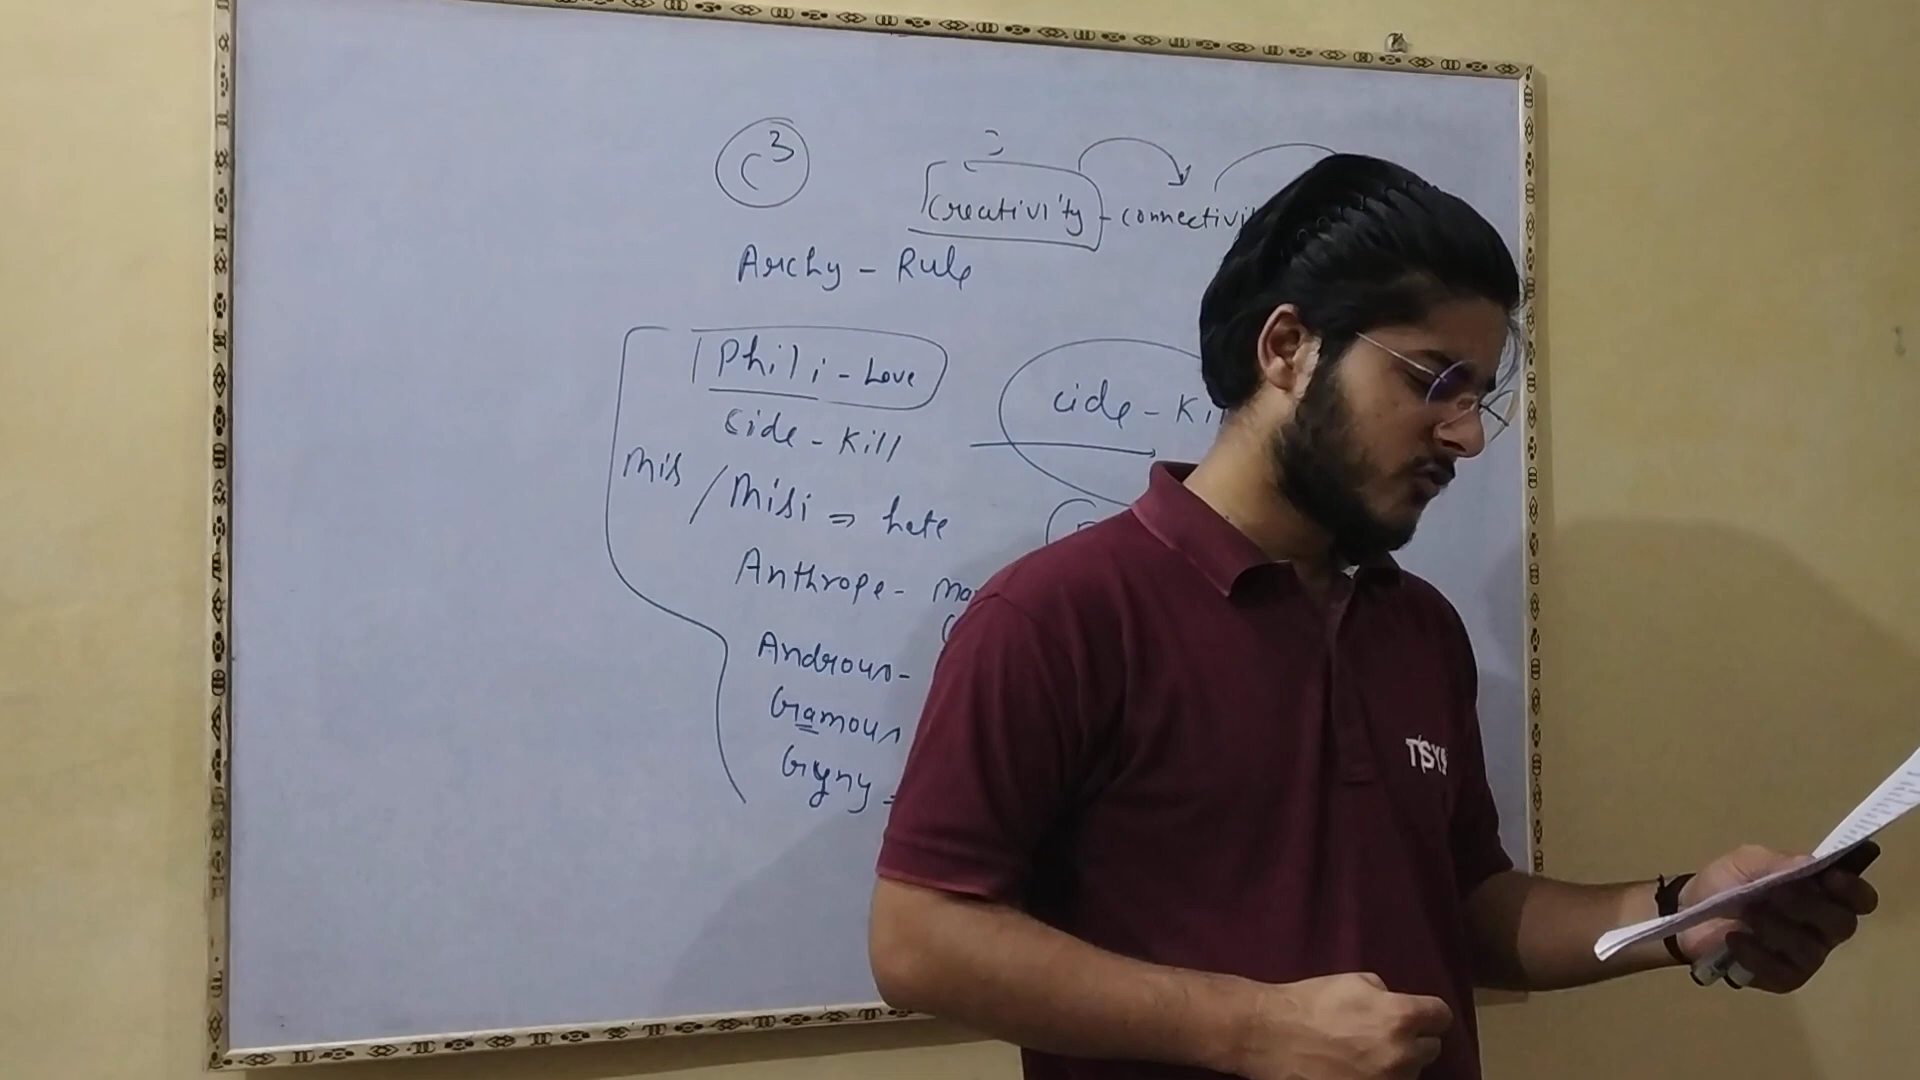 C3
Creativity - connectivi
Archy - Rule
Phili - Love
cide - Ki
Cide - Kill
Mis / Misi => hate
Anthrope - Ma
Androus -
Gamous
Gyny =
TSYS